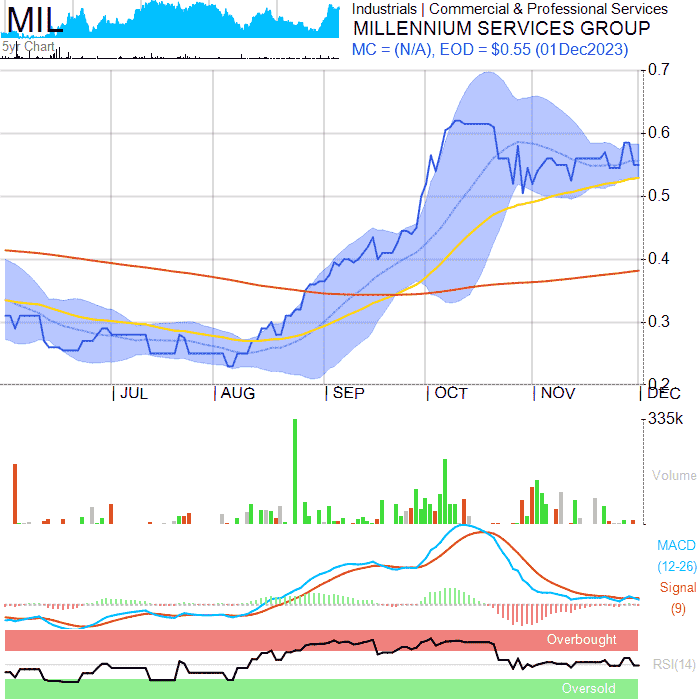 MIL
5yr Chart
Industrials | Commercial & Professional Services
MILLENNIUM SERVICES GROUP
MC = (N/A), EOD = $0.55 (01Dec2023)
0.7
0.6
0.5
0.4
0.3
0.2
JUL
AUG
SEP
OCT
NOV
DEC
335k
Volume
MACD
(12-26)
Signal
(9)
Overbought
RSI(14)
Oversold